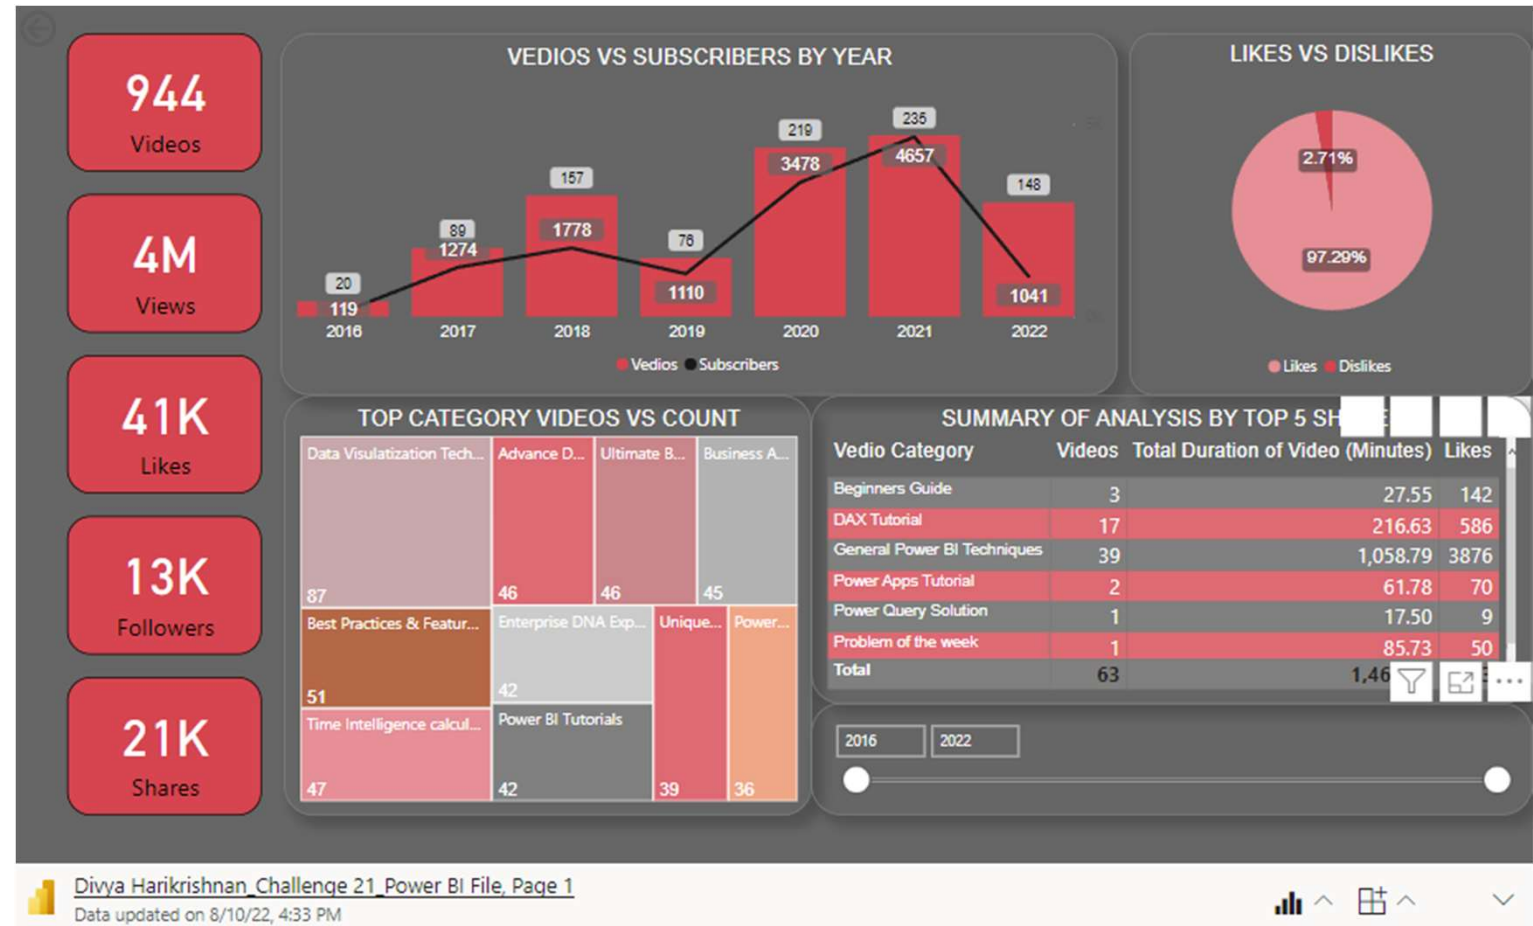 944
Videos
4M
Views
41K
Likes
13K
Followers
21K
Shares
VEDIOS VS SUBSCRIBERS BY YEAR
20
89
157
76
219
235
148
119
1274
1778
1110
3478
4657
1041
2016 2017 2018 2019 2020 2021 2022
Vedios Subscribers
LIKES VS DISLIKES
2.71%
97.29%
Likes Dislikes
TOP CATEGORY VIDEOS VS COUNT
Data Visulatization Tech...
87
Advance D...
46
Ultimate B...
46
Business A...
45
Best Practices & Featur...
51
Time Intelligence calcul...
47
Enterprise DNA Exp...
42
Power BI Tutorials
42
Unique...
39
Power...
36
SUMMARY OF ANALYSIS BY TOP 5
Vedio Category Videos Total Duration of Video (Minutes) Likes
Beginners Guide 3 27.55 142
DAX Tutorial 17 216.63 586
General Power BI Techniques 39 1,058.79 3876
Power Apps Tutorial 2 61.78 70
Power Query Solution 1 17.50 9
Problem of the week 1 85.73 50
Total 63
2016 2022
Divya Harikrishnan_Challenge 21_Power BI File, Page 1
Data updated on 8/10/22, 4:33 PM